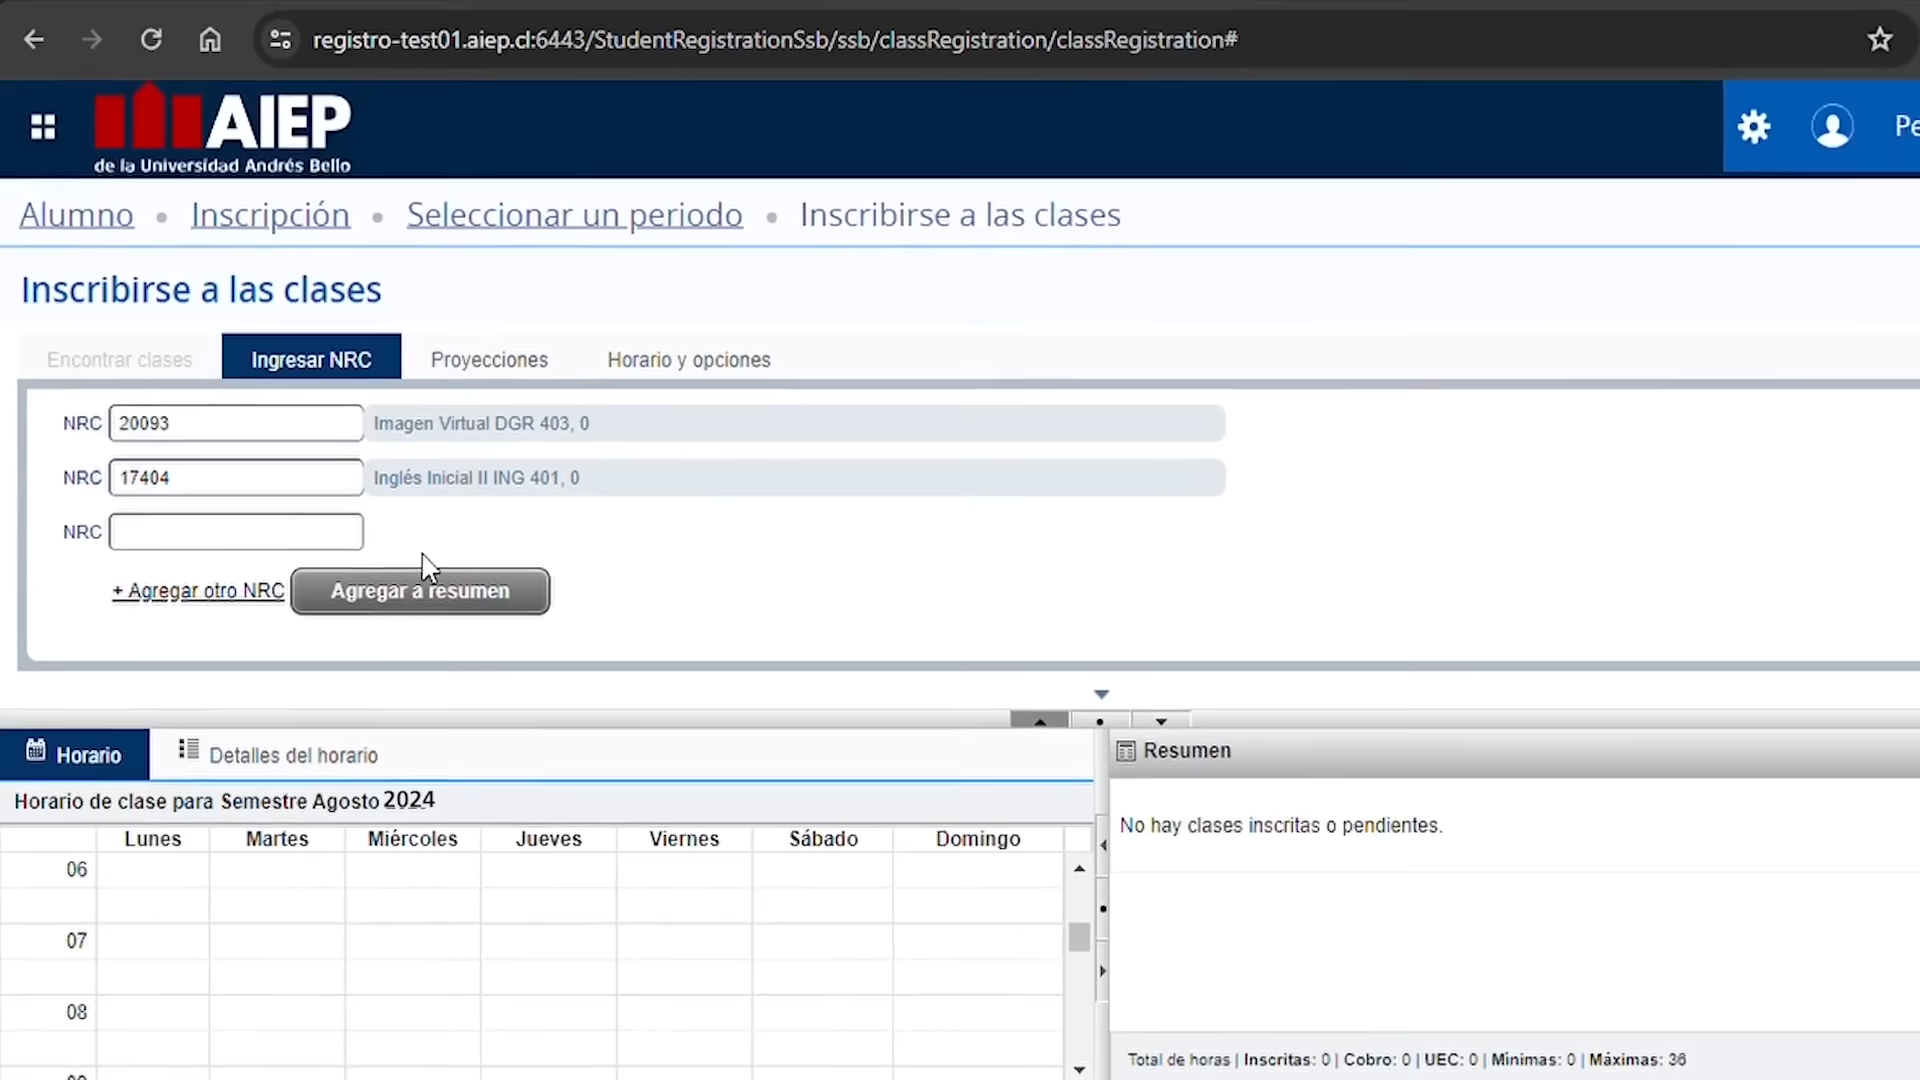 registro-test01.aiep.cl:6443/StudentRegistrationSsb/ssb/classRegistration/classRegistration#
AIEP
de la Universidad Andrés Bello
Pe
Alumno • Inscripción • Seleccionar un periodo • Inscribirse a las clases
Inscribirse a las clases
Encontrar clases Ingresar NRC Proyecciones Horario y opciones
NRC 20093 Imagen Virtual DGR 403, 0
NRC 17404 Inglés Inicial II ING 401, 0
NRC
+ Agregar otro NRC Agregar a resumen
Horario Detalles del horario
Horario de clase para Semestre Agosto 2024
Lunes Martes Miércoles Jueves Viernes Sábado Domingo
06
07
08
Resumen
No hay clases inscritas o pendientes.
Total de horas | Inscritas: 0 | Cobro: 0 | UEC: 0 | Mínimas: 0 | Máximas: 36